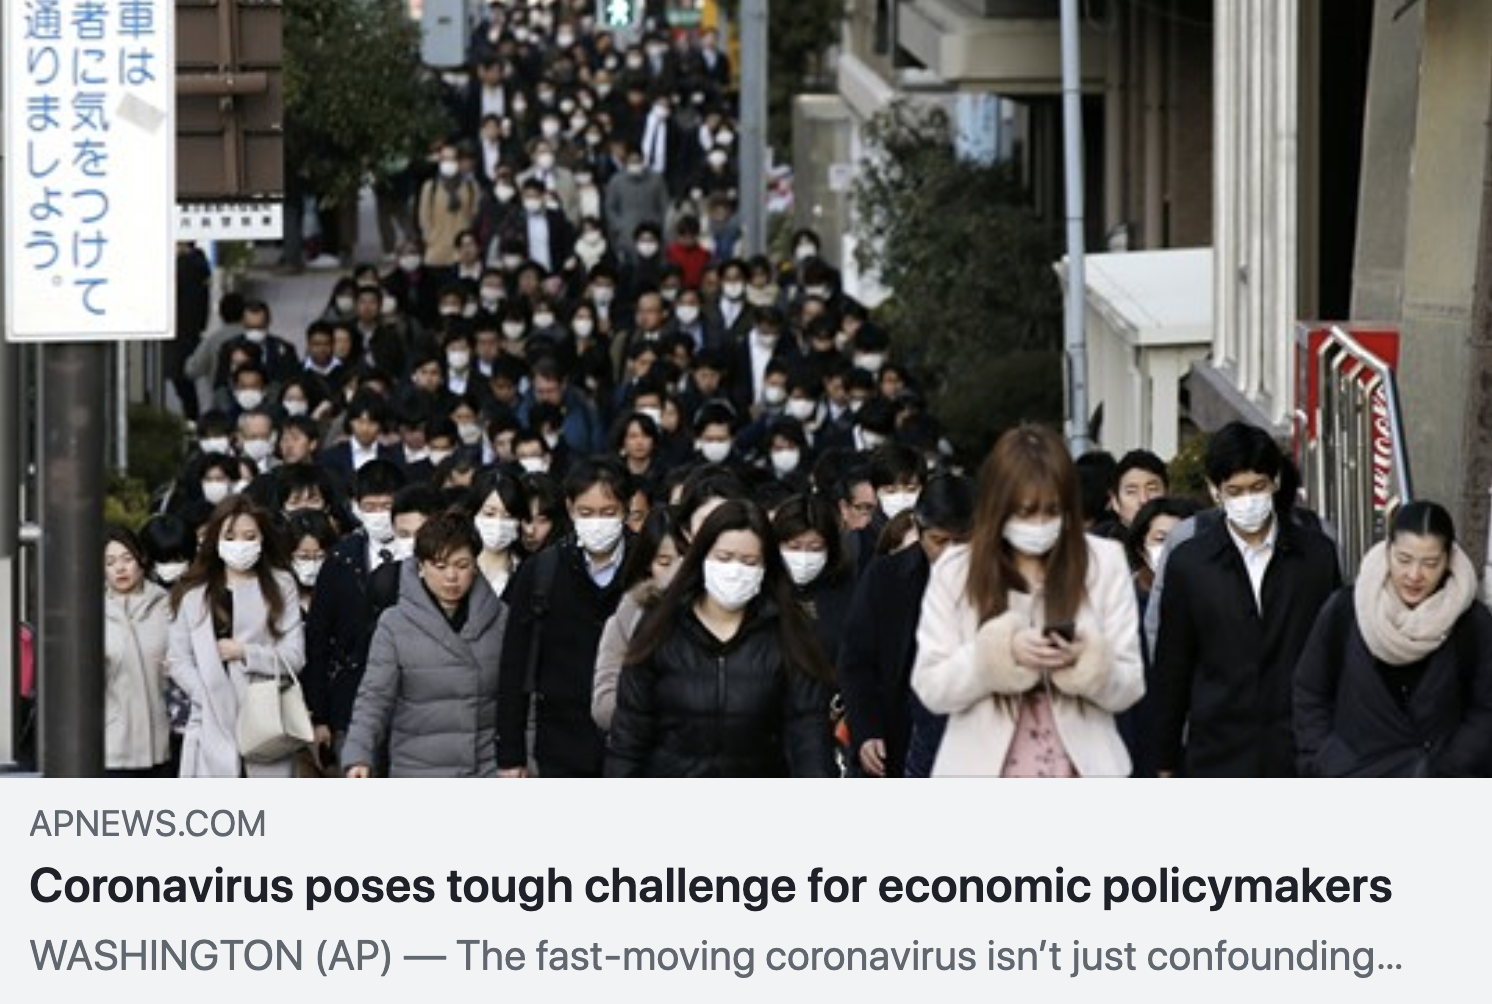 車は
者に気をつけて
通りましょう。
APNEWS.COM
Coronavirus poses tough challenge for economic policymakers
WASHINGTON (AP) — The fast-moving coronavirus isn't just confounding...